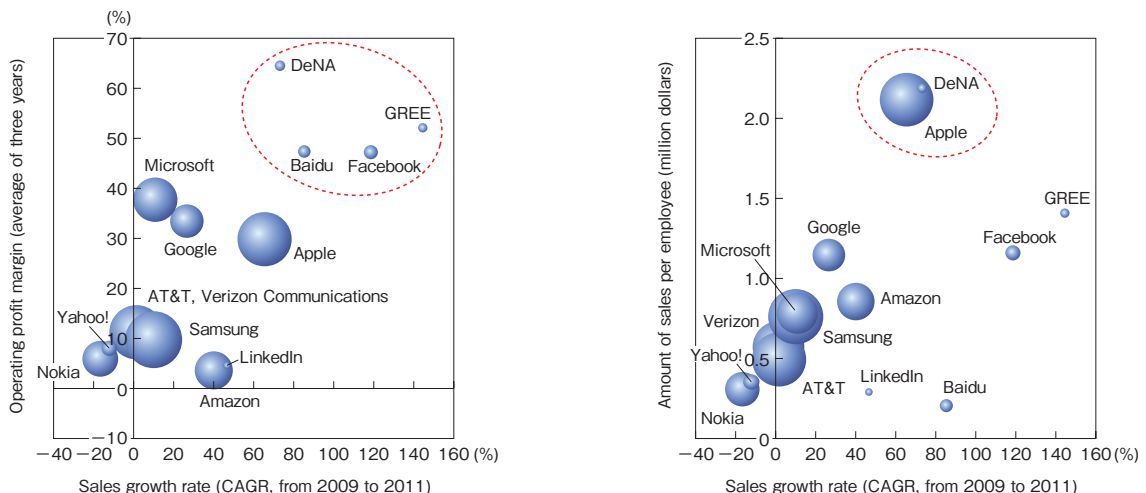 (%)
70
60
50
40
30
20
10
0
−10
−40
−20
0
20
40
60
80
100
120
140
160 (%)
Operating profit margin (average of three years)
Sales growth rate (CAGR, from 2009 to 2011)
DeNA
GREE
Baidu
Facebook
Microsoft
Google
Apple
AT&T, Verizon Communications
Yahoo!
Samsung
Nokia
LinkedIn
Amazon
2.5
2.0
1.5
1.0
0.5
0
−40
−20
0
20
40
60
80
100
120
140
160 (%)
Amount of sales per employee (million dollars)
Sales growth rate (CAGR, from 2009 to 2011)
DeNA
Apple
GREE
Google
Facebook
Microsoft
Amazon
Verizon
Samsung
Yahoo!
AT&T
LinkedIn
Baidu
Nokia